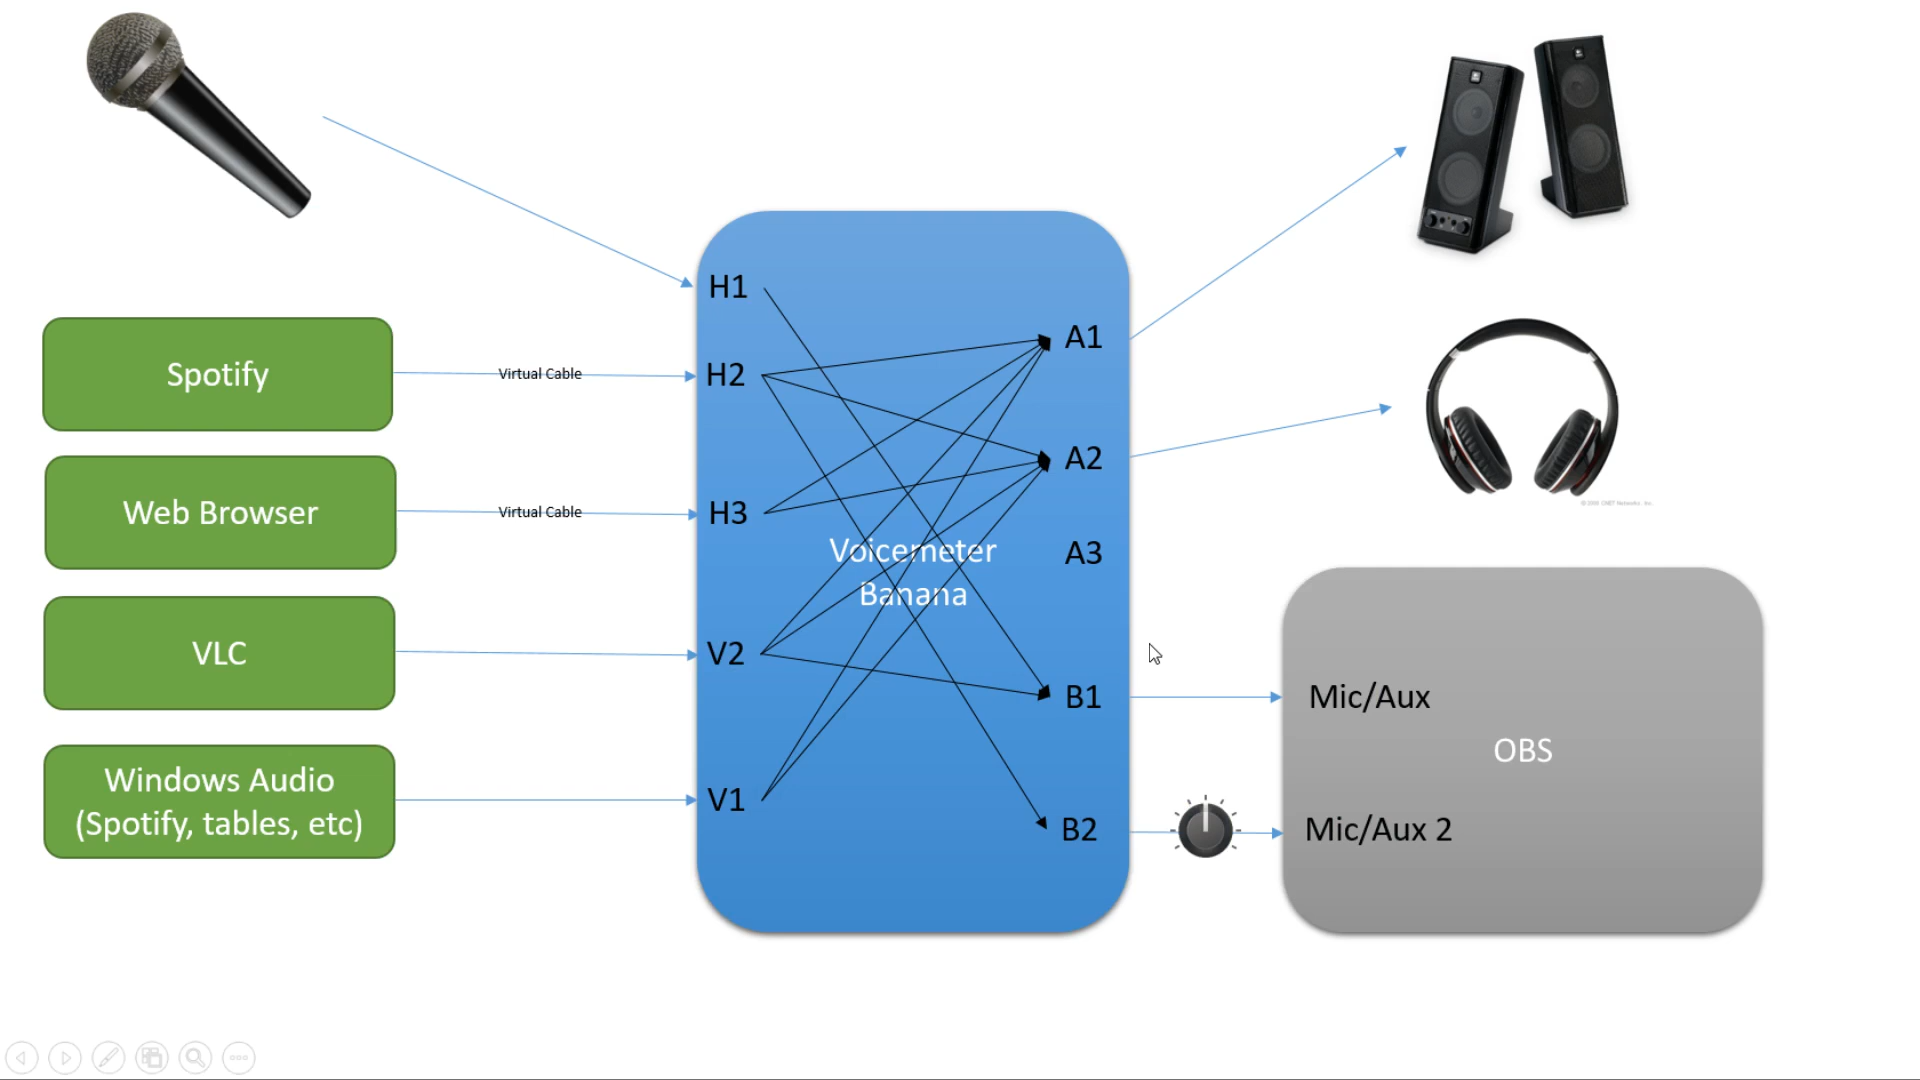 H1
Spotify
Virtual Cable
H2
A1
Web Browser
Virtual Cable
H3
A2
Voicemeter
Banana
A3
VLC
V2
B1
Mic/Aux
OBS
Windows Audio
(Spotify, tables, etc)
V1
B2
Mic/Aux 2